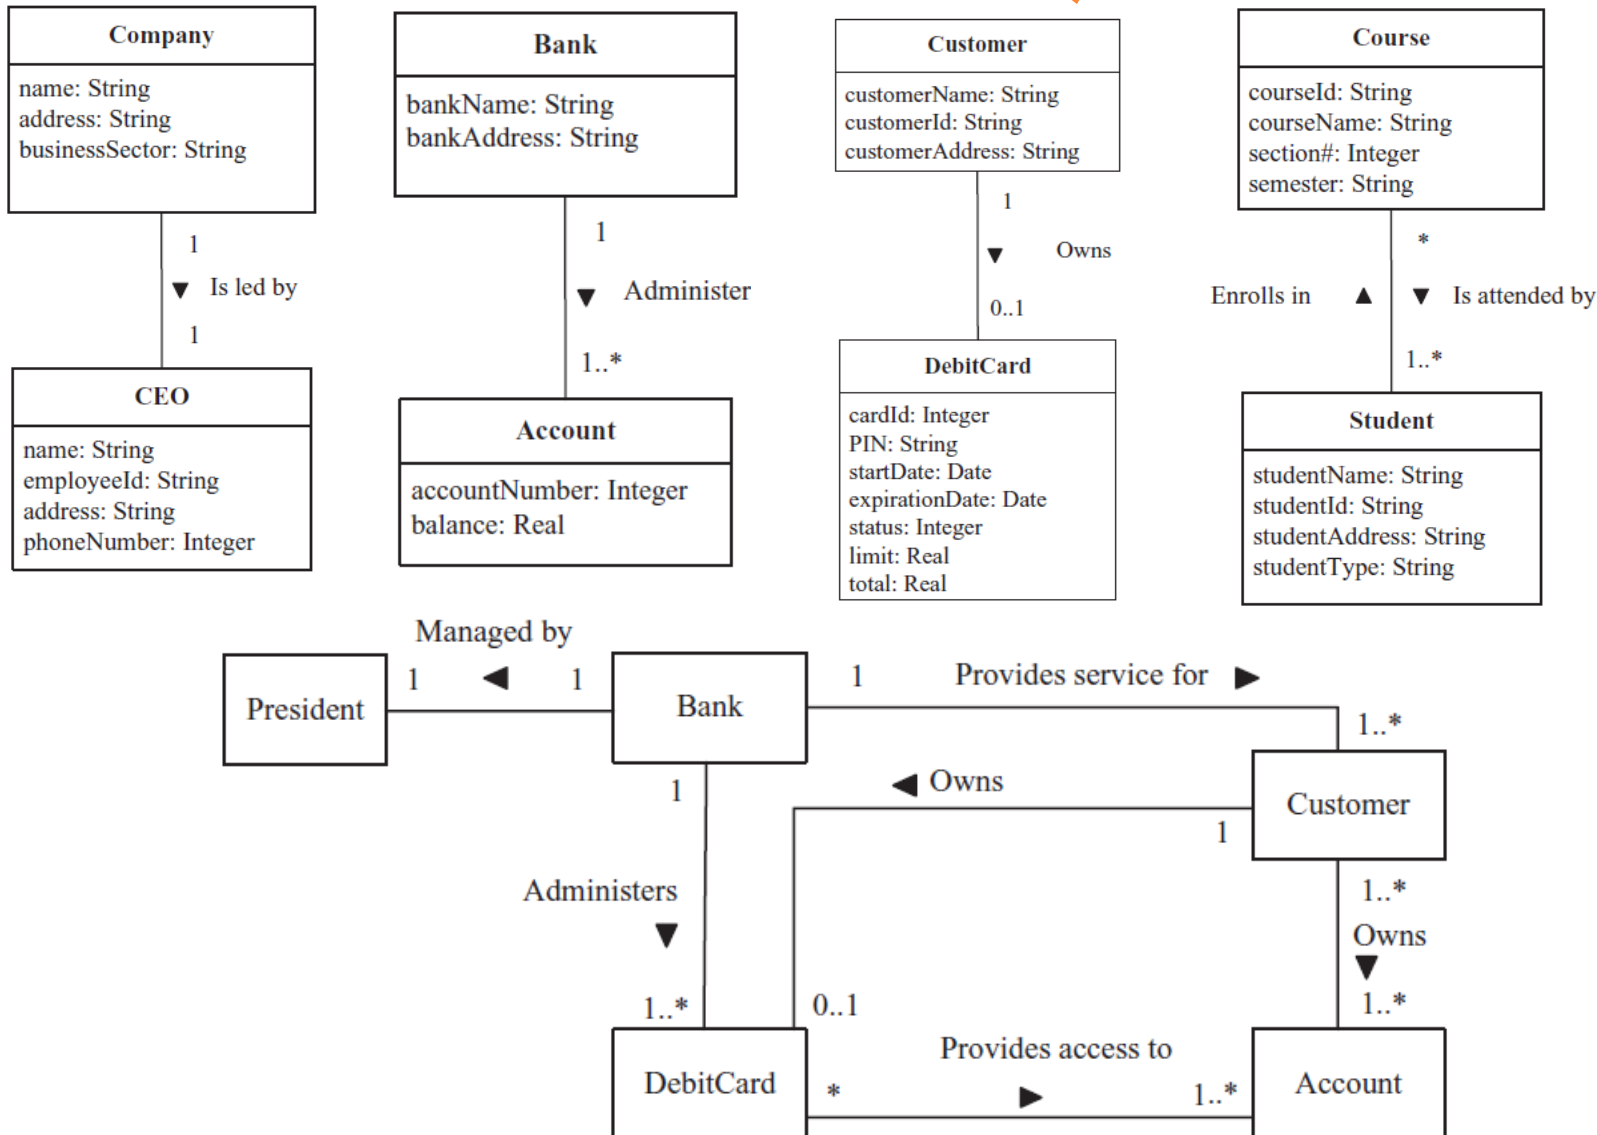 Company
name: String
address: String
businessSector: String
1
▼ Is led by
1
CEO
name: String
employeeId: String
address: String
phoneNumber: Integer
Bank
bankName: String
bankAddress: String
1
▼ Administer
1..*
Account
accountNumber: Integer
balance: Real
Customer
customerName: String
customerId: String
customerAddress: String
1
▼ Owns
0..1
DebitCard
cardId: Integer
PIN: String
startDate: Date
expirationDate: Date
status: Integer
limit: Real
total: Real
Course
courseId: String
courseName: String
section#: Integer
semester: String
*
Enrolls in ▲ ▼ Is attended by
1..*
Student
studentName: String
studentId: String
studentAddress: String
studentType: String
Managed by
1 ◀ 1
President
Bank
1 Provides service for ▶
1..*
Customer
◀ Owns
1
1
Administers
▼
1..*
0..1
1..*
Owns
▼
1..*
DebitCard
Provides access to
* ▶ 1..*
Account